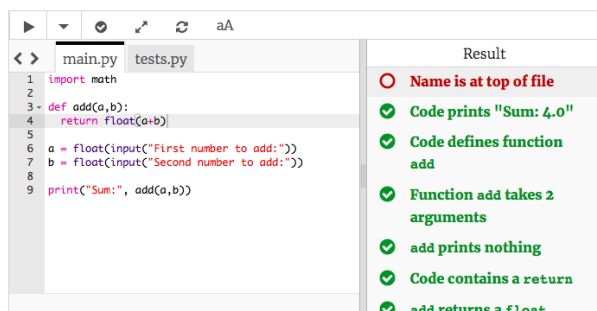 aA
main.py tests.py
1 import math
2
3 def add(a,b):
4 return float(a+b)
5
6 a = float(input("First number to add:"))
7 b = float(input("Second number to add:"))
8
9 print("Sum:", add(a,b))
Result
Name is at top of file
Code prints "Sum: 4.0"
Code defines function
add
Function add takes 2
arguments
add prints nothing
Code contains a return
add returns a float